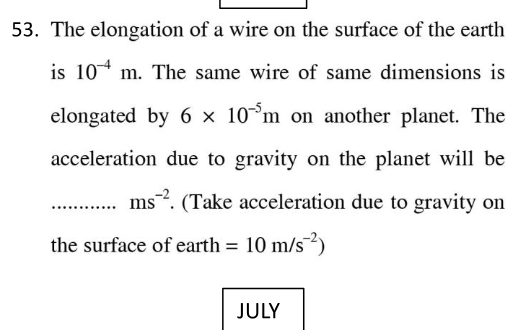 53. The elongation of a wire on the surface of the earth
is 10⁻⁴ m. The same wire of same dimensions is
elongated by 6 × 10⁻⁵m on another planet. The
acceleration due to gravity on the planet will be
............ ms⁻². (Take acceleration due to gravity on
the surface of earth = 10 m/s⁻²)
JULY